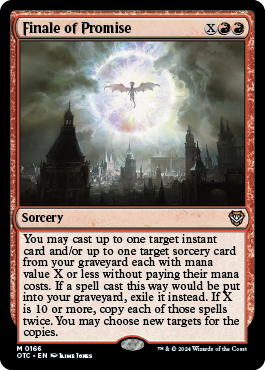 Finale of Promise XRR
Sorcery
You may cast up to one target instant
card and/or up to one target sorcery card
from your graveyard each with mana
value X or less without paying their mana
costs. If a spell cast this way would be put
into your graveyard, exile it instead. If X
is 10 or more, copy each of those spells
twice. You may choose new targets for the
copies.
M 0166
OTC • EN
™ & © 2024 Wizards of the Coast